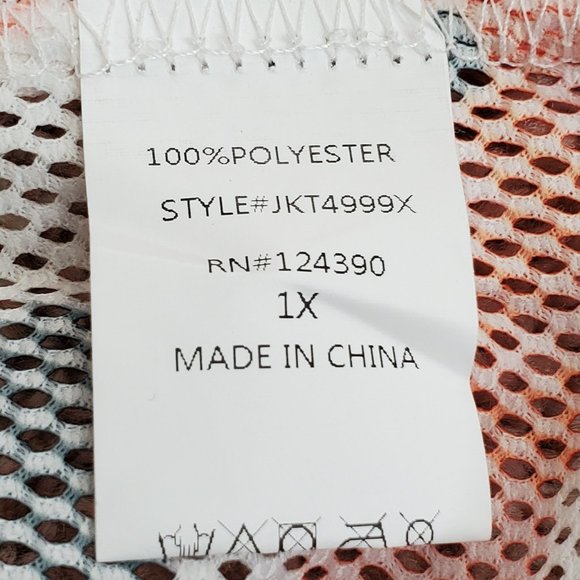 100%POLYESTER
STYLE#JKT4999X
RN#124390
1X
MADE IN CHINA